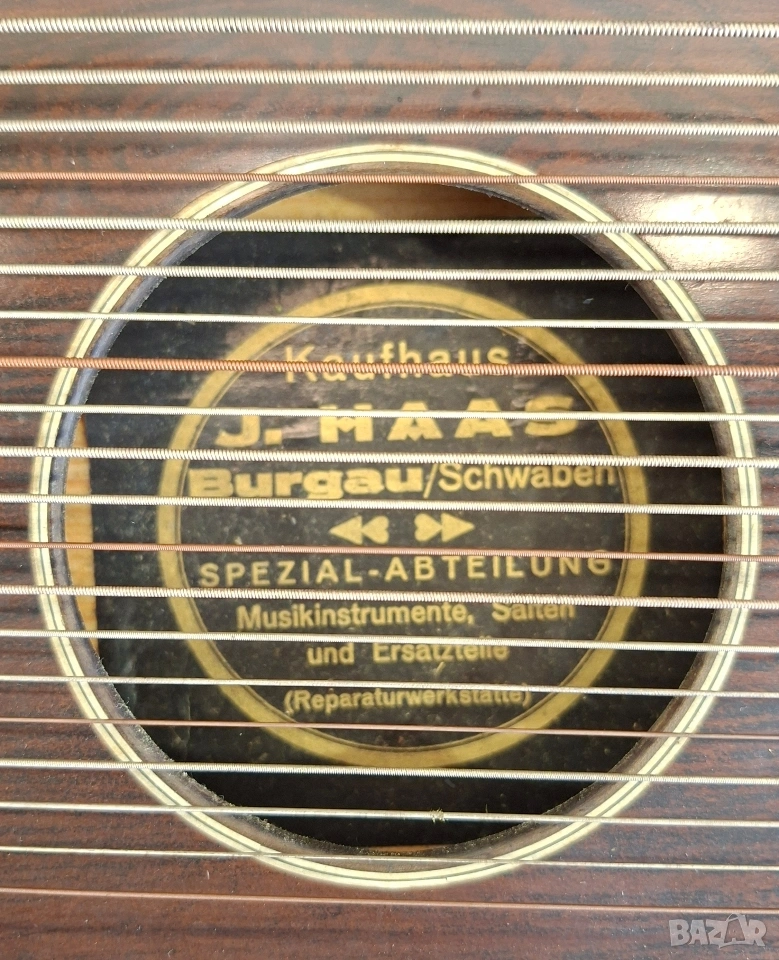 Kaufhaus
J. HAAS
Burgau/Schwaben
SPEZIAL-ABTEILUNG
Musikinstrumente, Saiten
und Ersatzteile
(Reparaturwerkstätte)
BAZAR